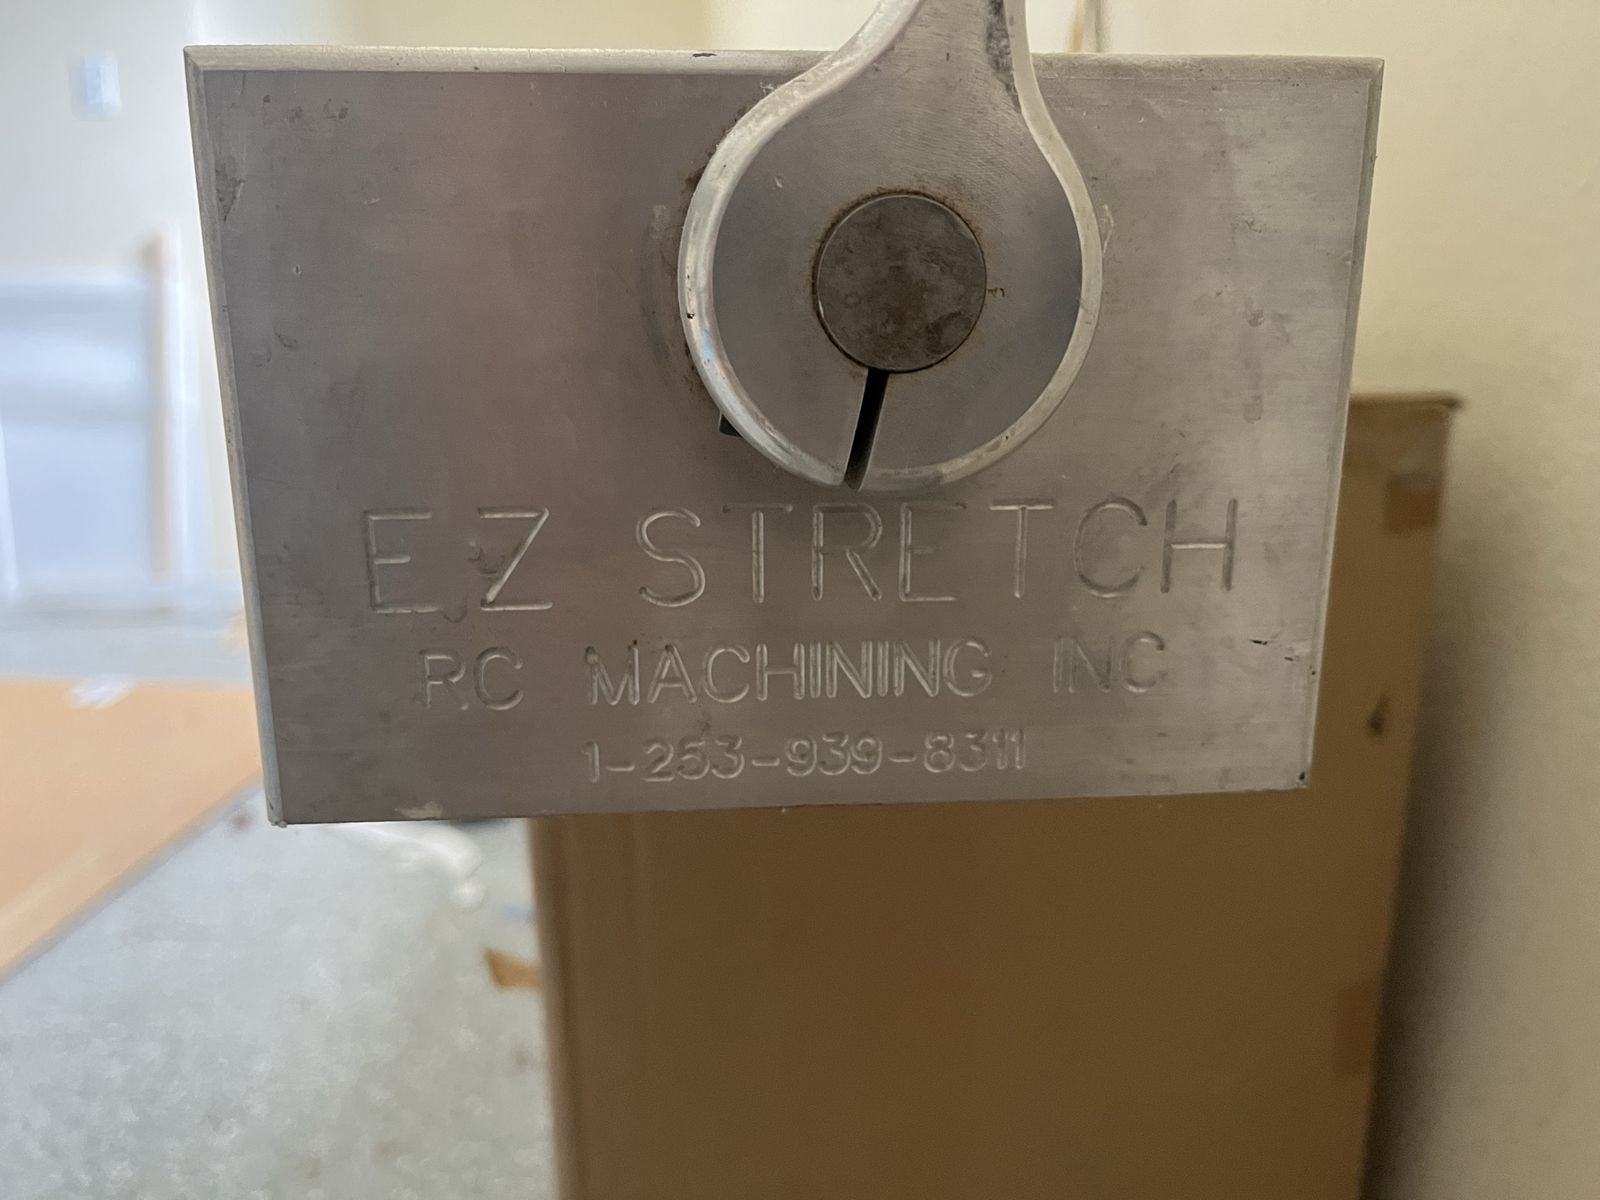 EZ STRETCH
RC MACHINING INC
1-253-939-8311